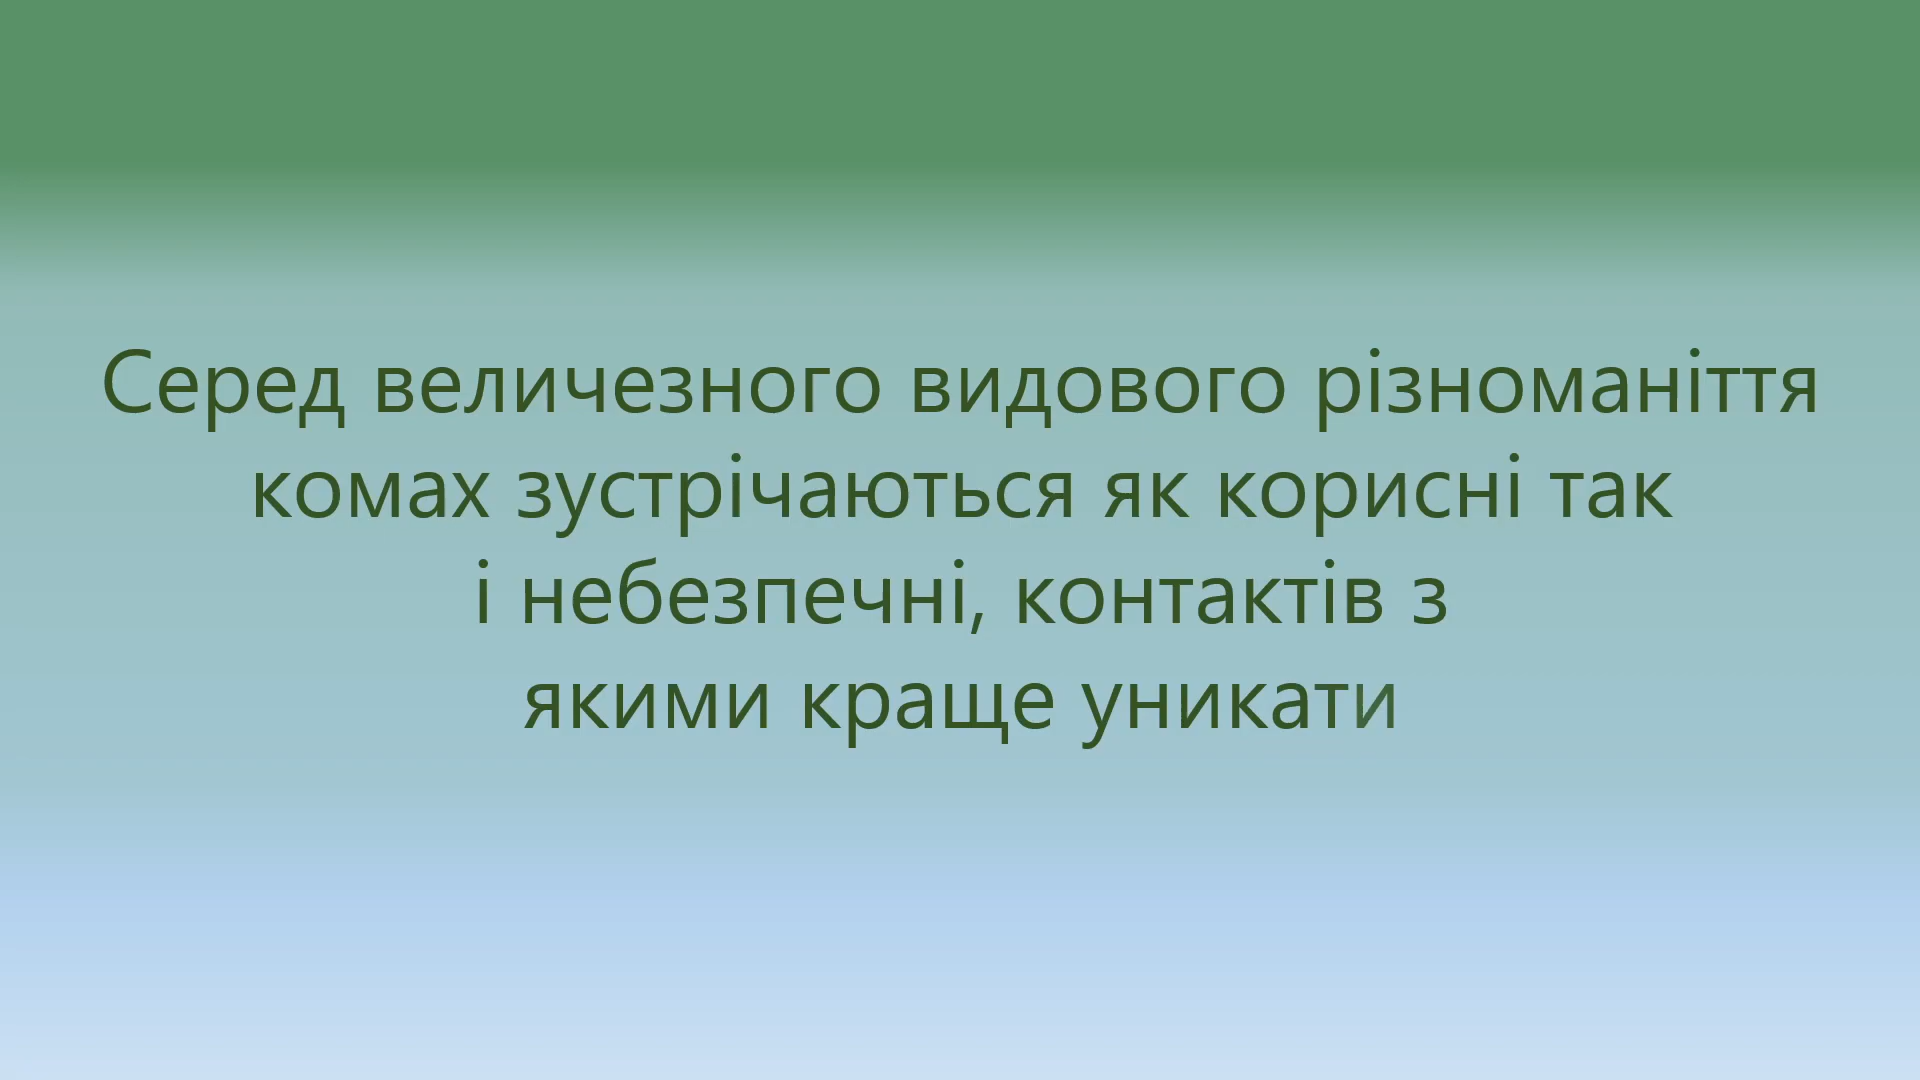 Серед величезного видового різноманіття
комах зустрічаються як корисні так
і небезпечні, контактів з
якими краще уникати